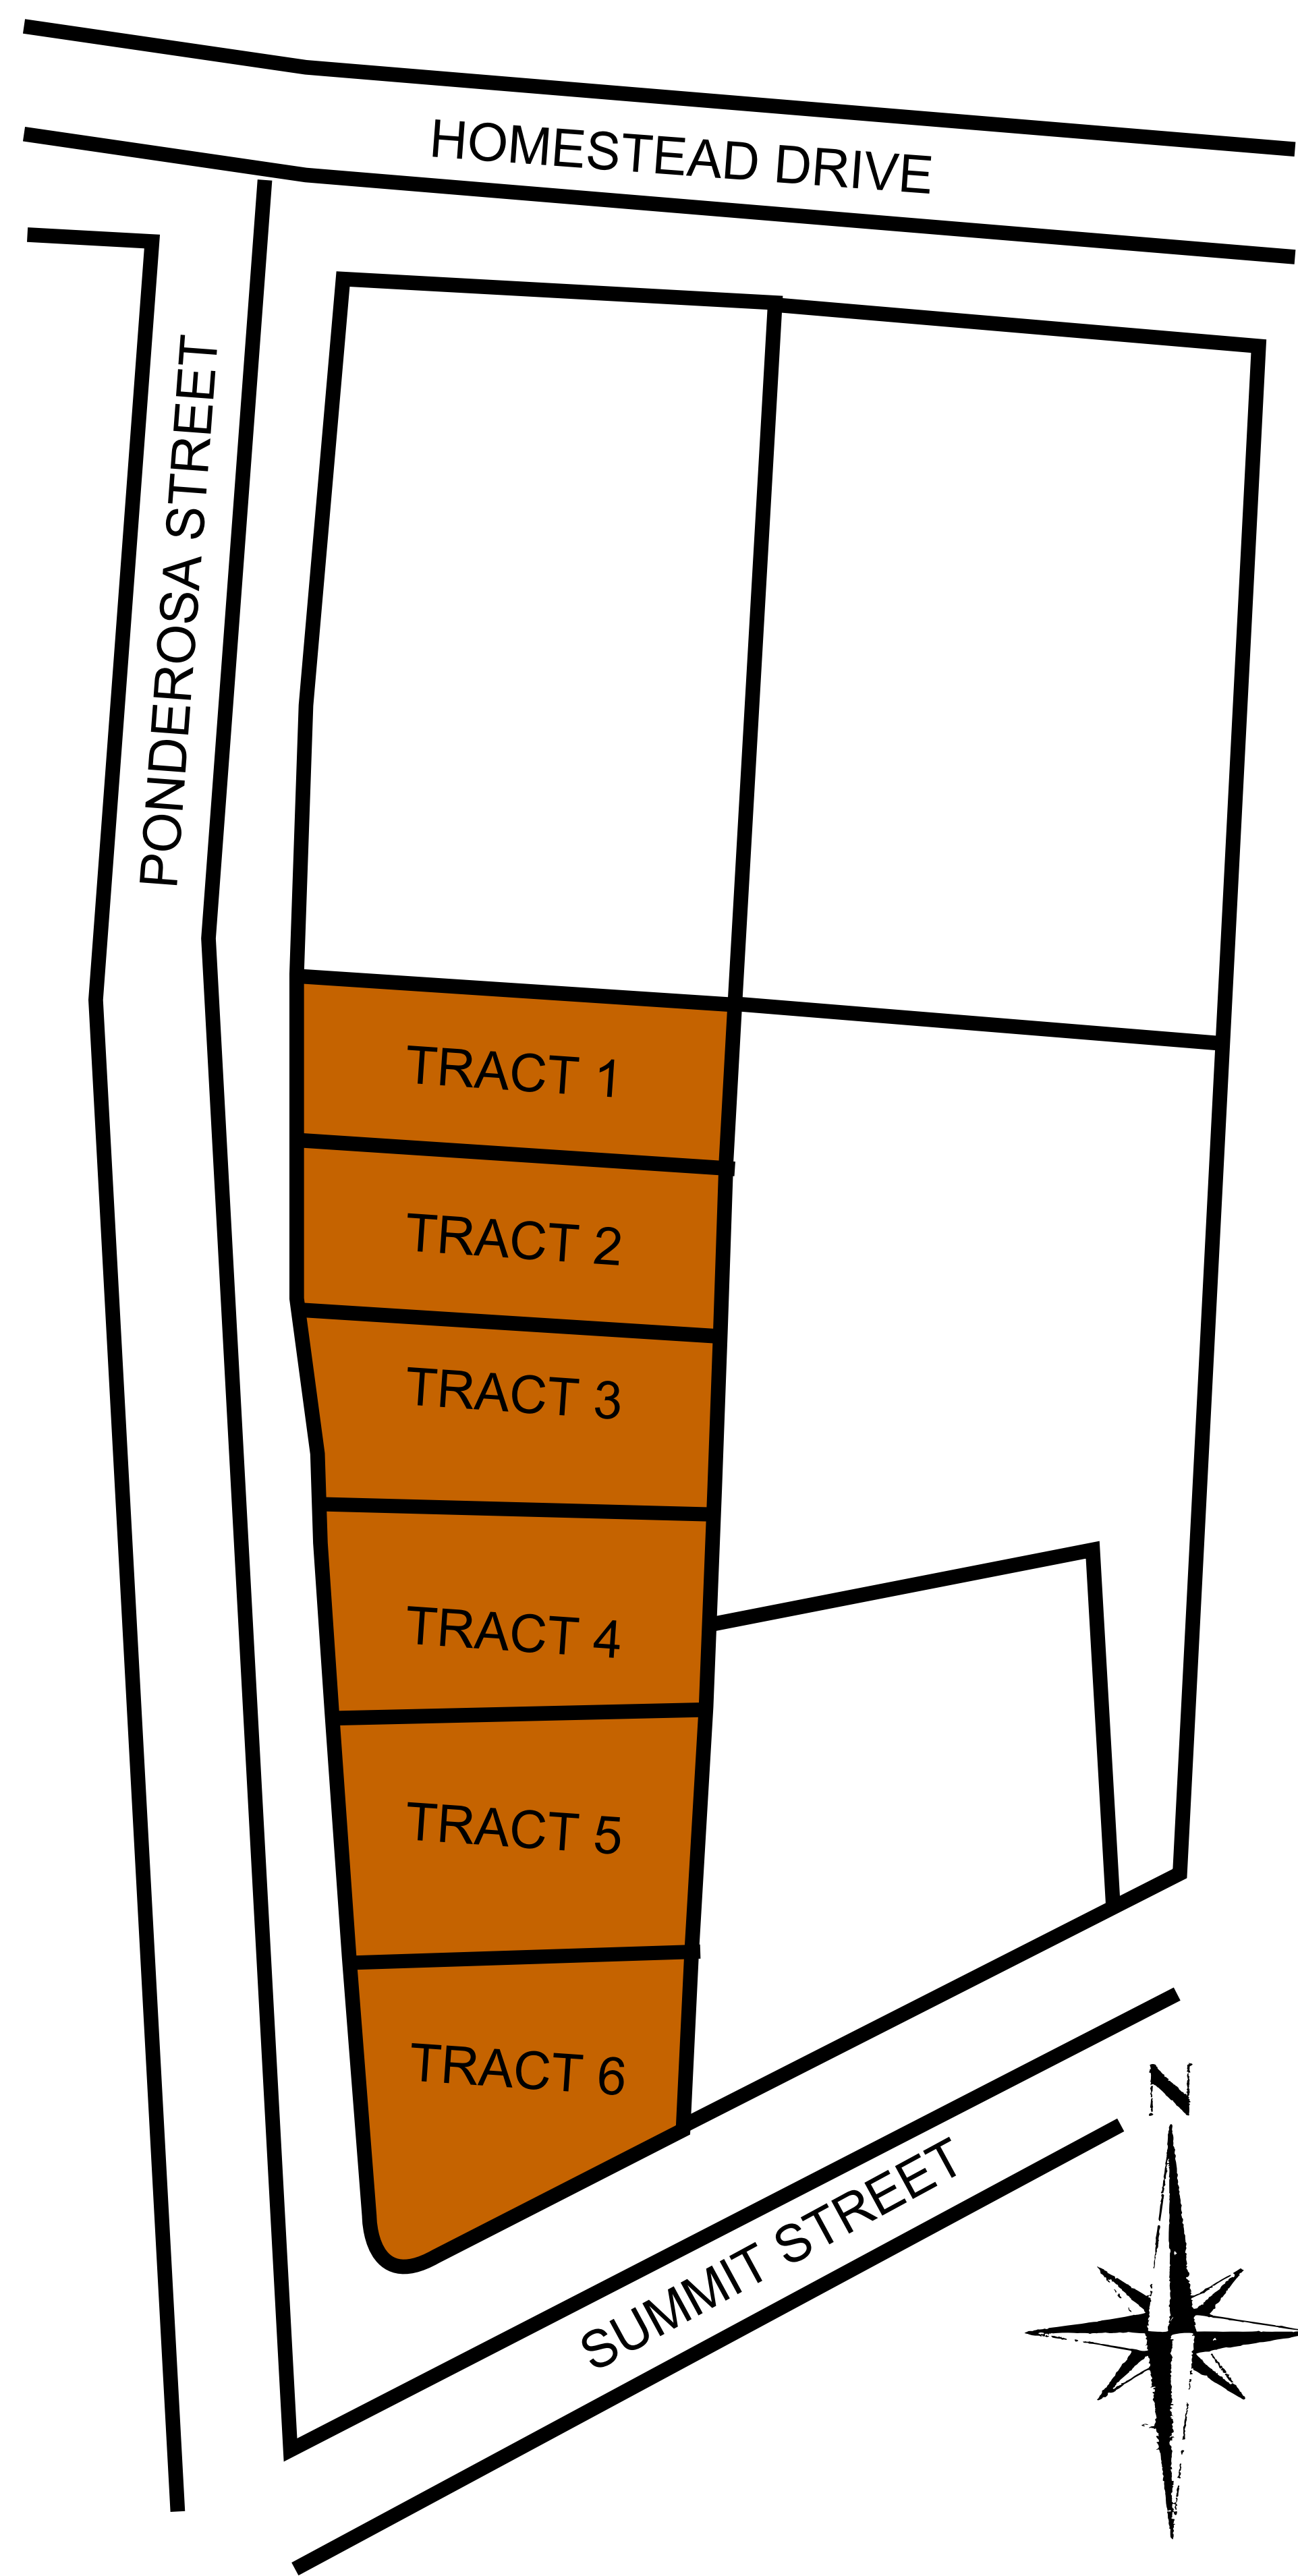 HOMESTEAD DRIVE
PONDEROSA STREET
TRACT 1
TRACT 2
TRACT 3
TRACT 4
TRACT 5
TRACT 6
SUMMIT STREET
N